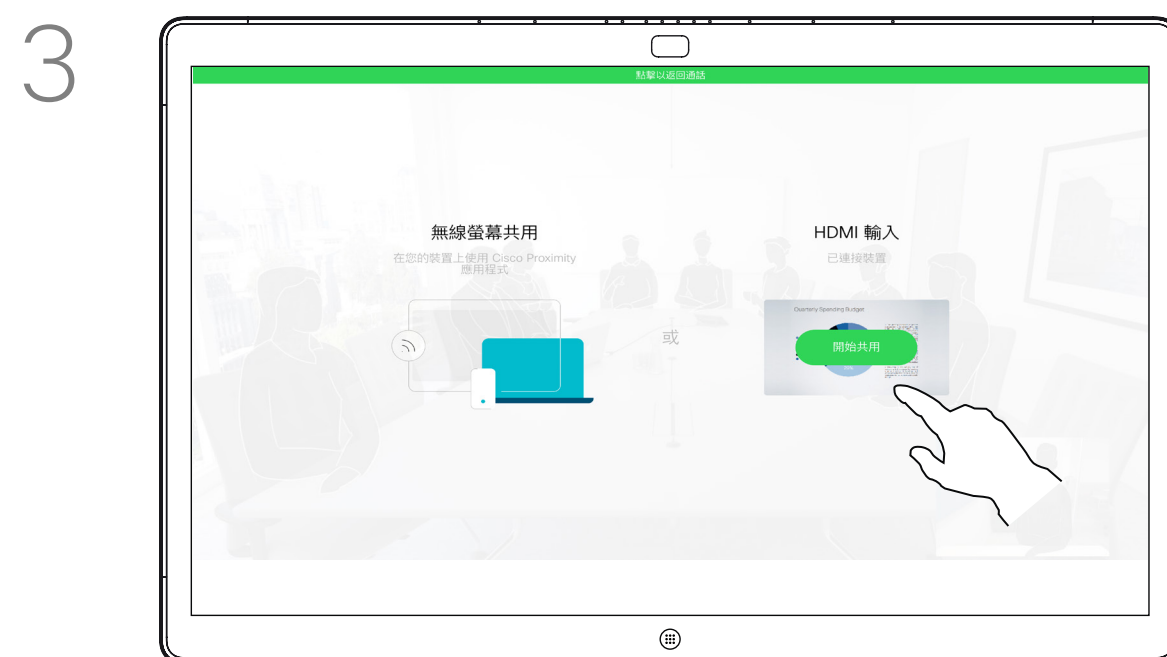 3
點擊以返回通話
無線螢幕共用
在您的裝置上使用 Cisco Proximity
應用程式
或
HDMI 輸入
已連接裝置
Quarterly Spending Budget
開始共用